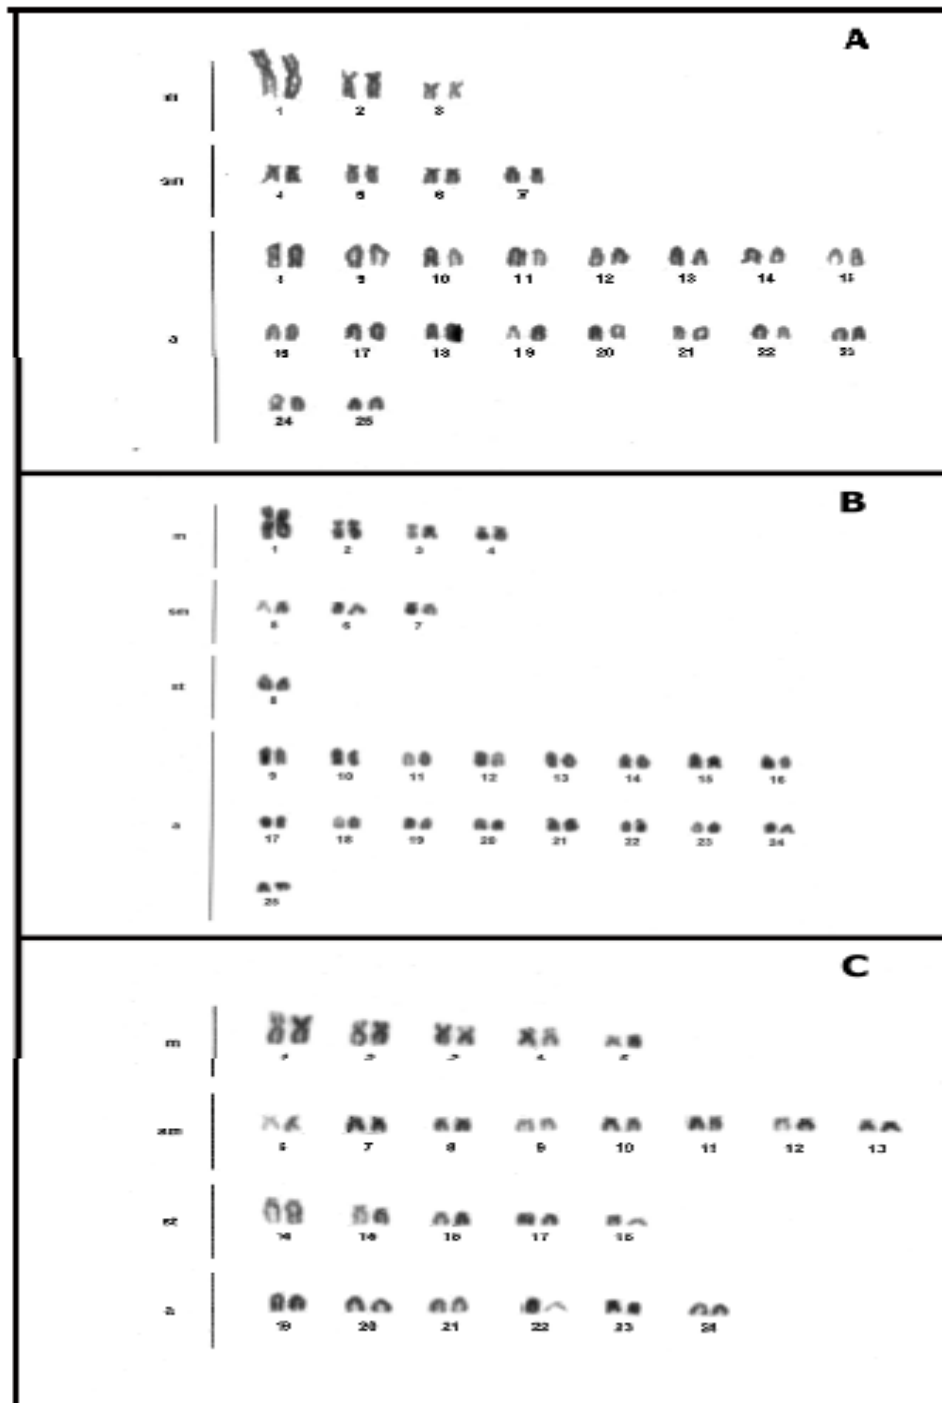 A
m
1 2 3
sm
4 5 6 7
8 9 10 11 12 13 14 15
a
16 17 18 19 20 21 22 23
24 25
B
m
1 2 3 4
sm
5 6 7
st
8
9 10 11 12 13 14 15 16
a
17 18 19 20 21 22 23 24
25
C
m
1 2 3 4 5
sm
6 7 8 9 10 11 12 13
st
14 15 16 17 18
a
19 20 21 22 23 24